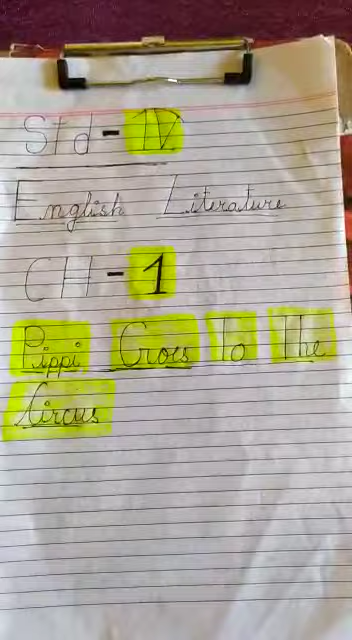 Std - IV
English Literature
CH - 1
Pippi Goes To The
Circus